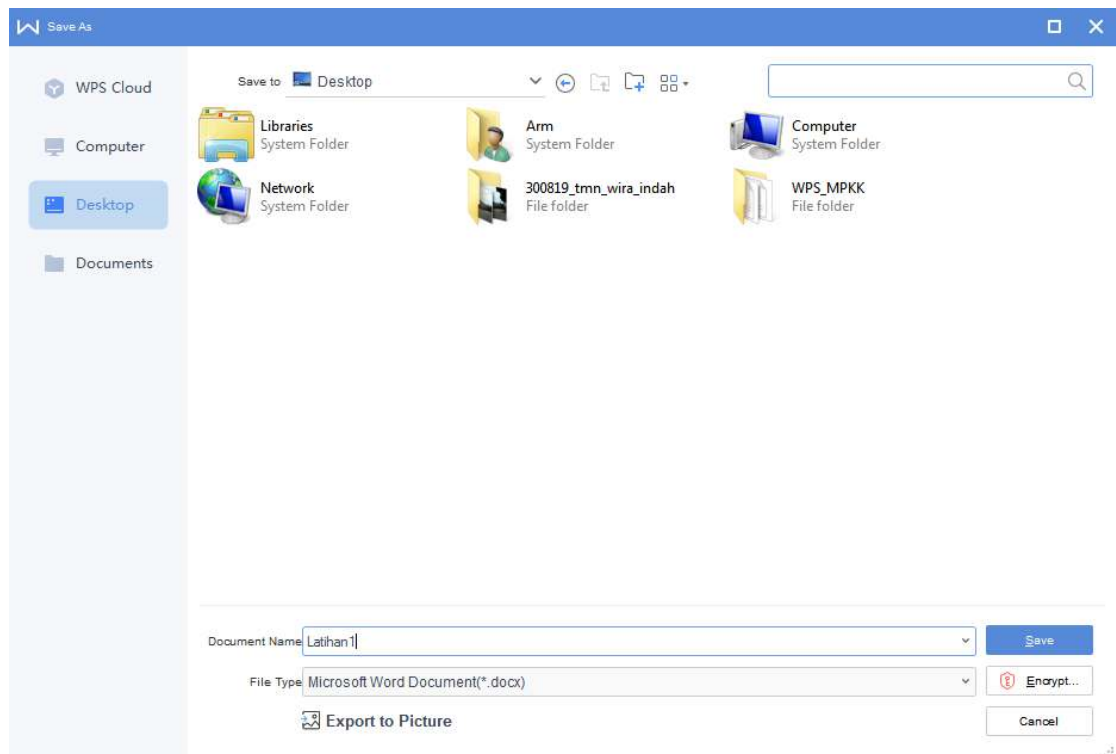 Save As
WPS Cloud
Computer
Desktop
Documents
Save to Desktop
Libraries
System Folder
Arm
System Folder
Computer
System Folder
Network
System Folder
300819_tmn_wira_indah
File folder
WPS_MPKK
File folder
Document Name Latihan1
Save
File Type Microsoft Word Document(*.docx)
Encrypt...
Export to Picture
Cancel